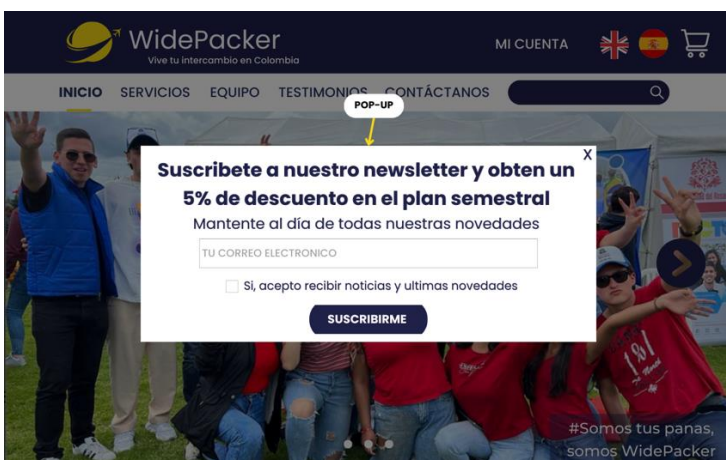 WidePacker
Vive tu intercambio en Colombia
MI CUENTA
INICIO SERVICIOS EQUIPO TESTIMONIOS CONTÁCTANOS
POP-UP
X
Suscribete a nuestro newsletter y obten un
5% de descuento en el plan semestral
Mantente al día de todas nuestras novedades
TU CORREO ELECTRONICO
Si, acepto recibir noticias y ultimas novedades
SUSCRIBIRME
#Somos tus panas,
somos WidePacker